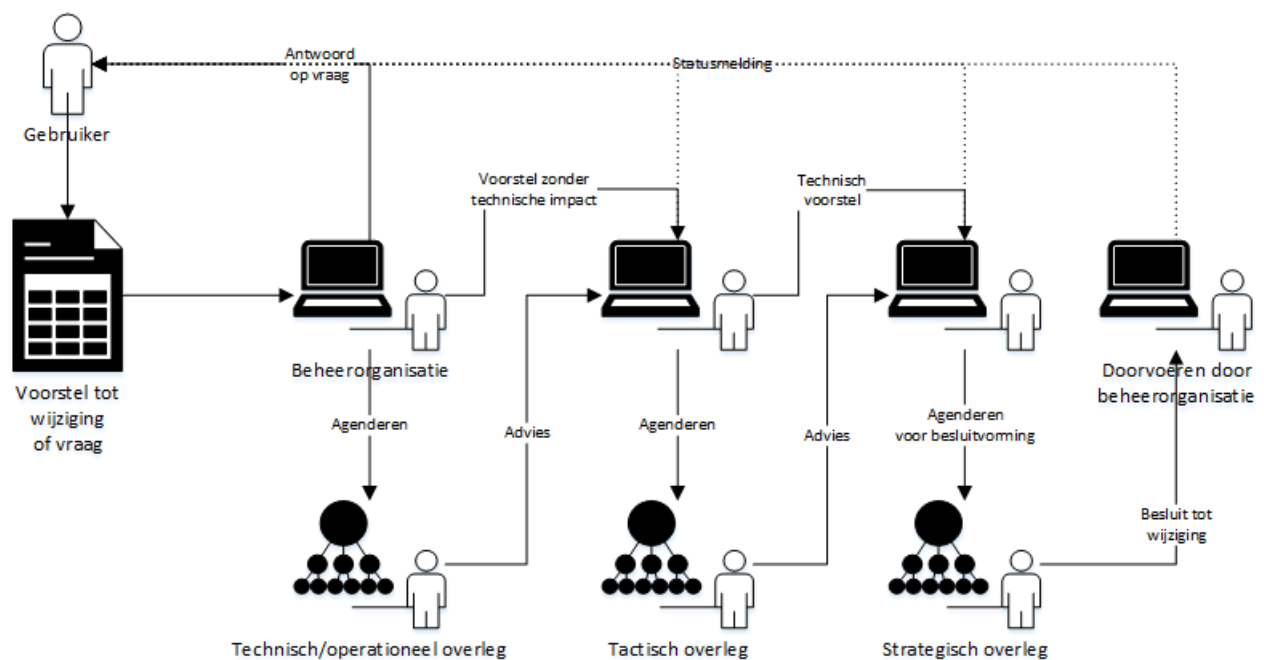 Antwoord
op vraag
Statusmelding
Gebruiker
Voorstel zonder
technische impact
Technisch
voorstel
Beheerorganisatie
Doorvoeren door
beheerorganisatie
Voorstel tot
wijziging
of vraag
Agenderen
Advies
Agenderen
Advies
Agenderen
voor besluitvorming
Besluit tot
wijziging
Technisch/operationeel overleg
Tactisch overleg
Strategisch overleg